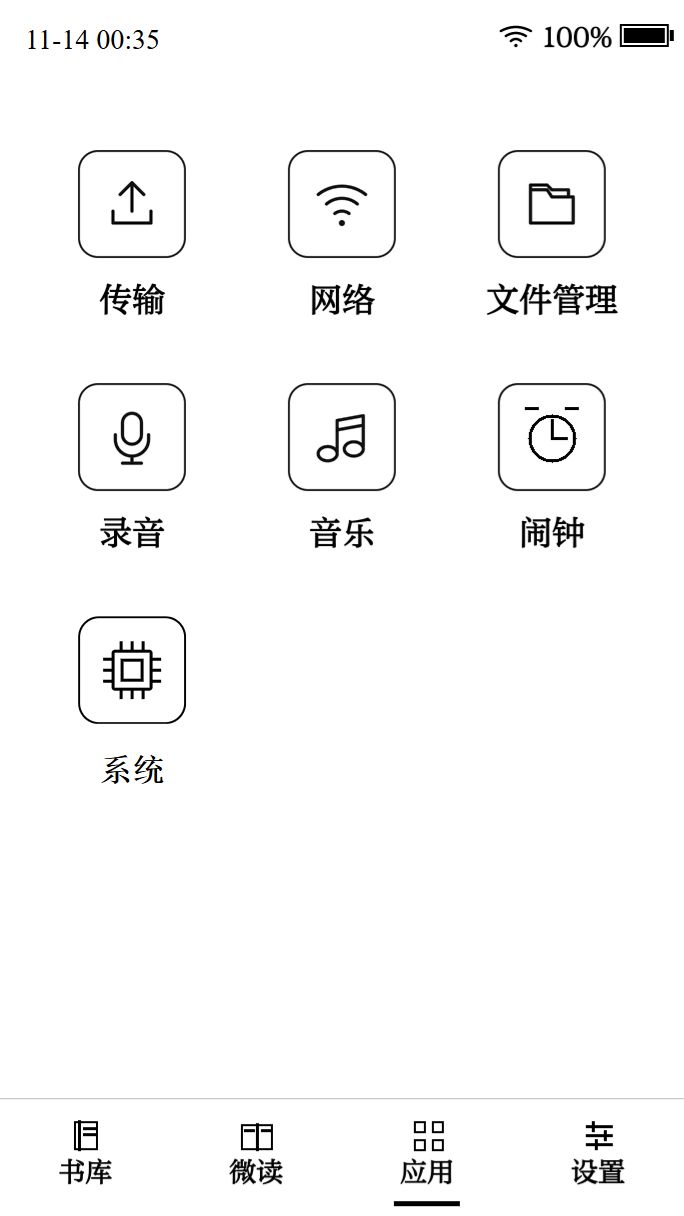 11-14 00:35 100%
传输 网络 文件管理
录音 音乐 闹钟
系统
书库 微读 应用 设置